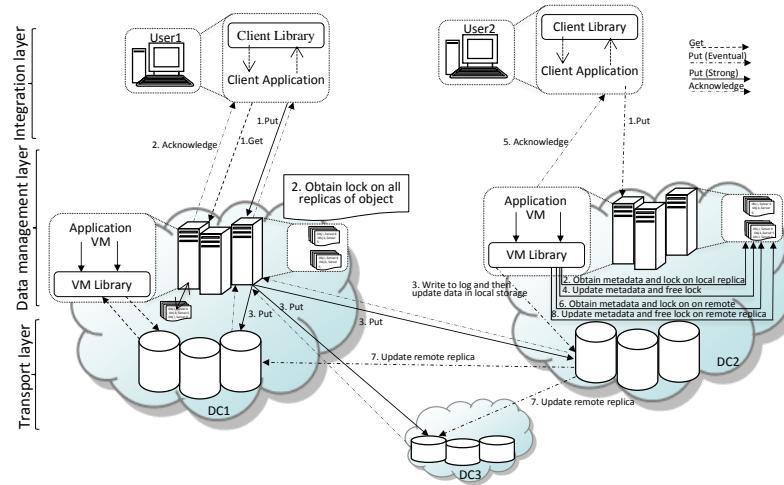 Integration layer
Data management layer
Transport layer
User1
Client Library
Client Application
User2
Client Library
Client Application
Get
Put (Eventual)
Put (Strong)
Acknowledge
2. Acknowledge
1.Get
1.Put
5. Acknowledge
1.Put
2. Obtain lock on all
replicas of object
Application
VM
VM Library
Application
VM
VM Library
3. Write to log and then
update data in local storage
2. Obtain metadata and lock on local replica
4. Update metadata and free lock
6. Obtain metadata and lock on on remote
8. Update metadata and free lock on remote replica
3. Put
3. Put
3. Put
7. Update remote replica
7. Update remote replica
DC1
DC2
DC3